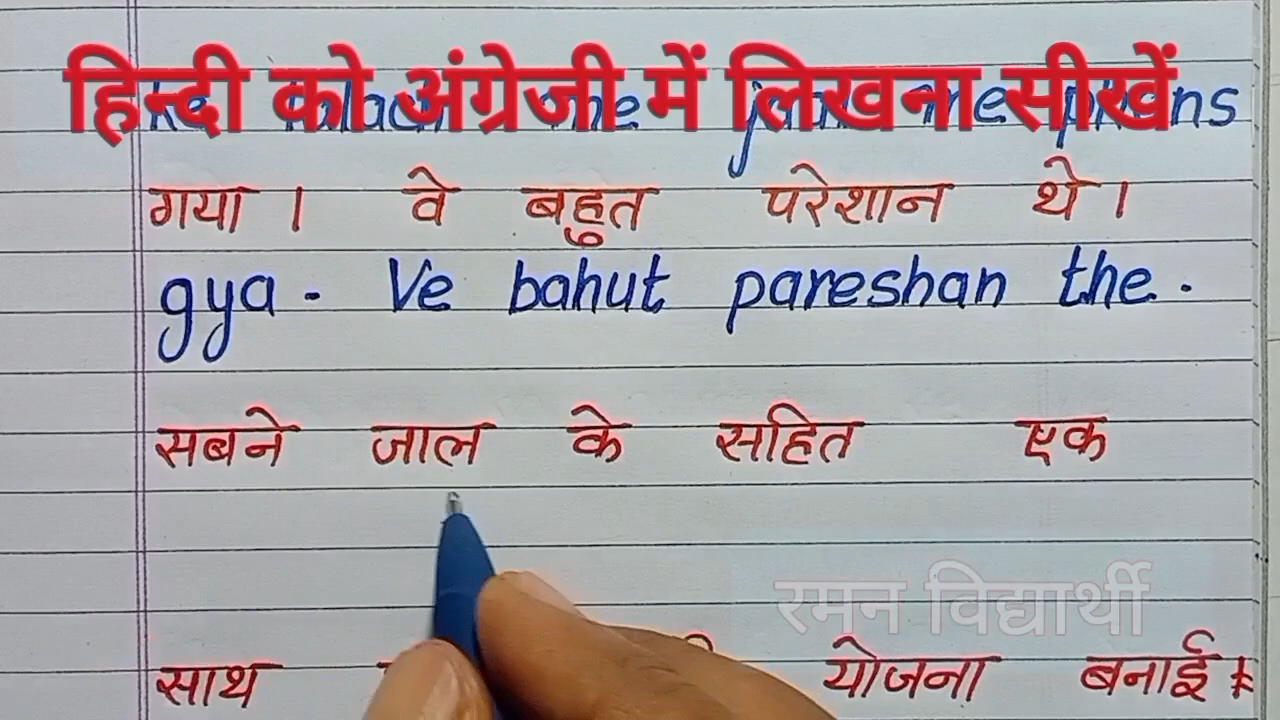 हिन्दी को अंग्रेजी में लिखना सीखें
गया । वे बहुत परेशान थे ।
gya - Ve bahut pareshan the .
सबने जाल के सहित एक
रमन विद्यार्थी
साथ योजना बनाई